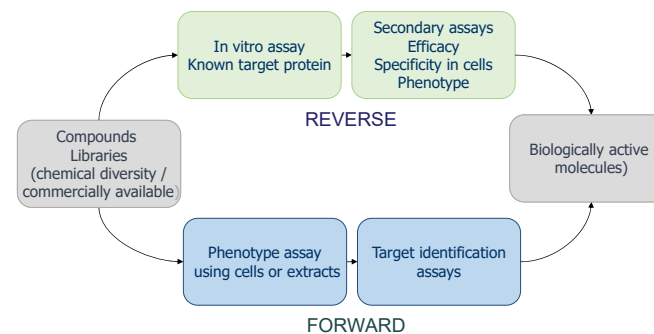 In vitro assay
Known target protein
Secondary assays
Efficacy
Specificity in cells
Phenotype
REVERSE
Compounds
Libraries
(chemical diversity /
commercially available)
Biologically active
molecules)
Phenotype assay
using cells or extracts
Target identification
assays
FORWARD